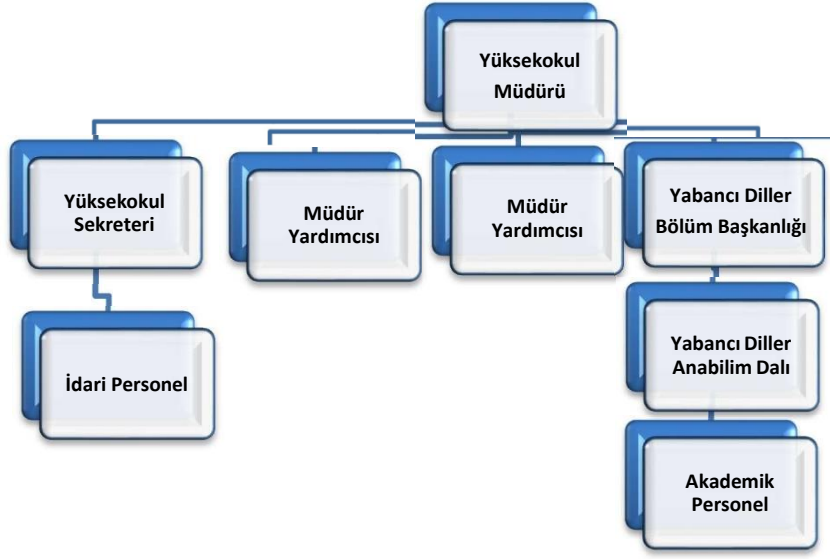 Yüksekokul
Müdürü
Yüksekokul
Sekreteri
Müdür
Yardımcısı
Müdür
Yardımcısı
Yabancı Diller
Bölüm Başkanlığı
İdari Personel
Yabancı Diller
Anabilim Dalı
Akademik
Personel